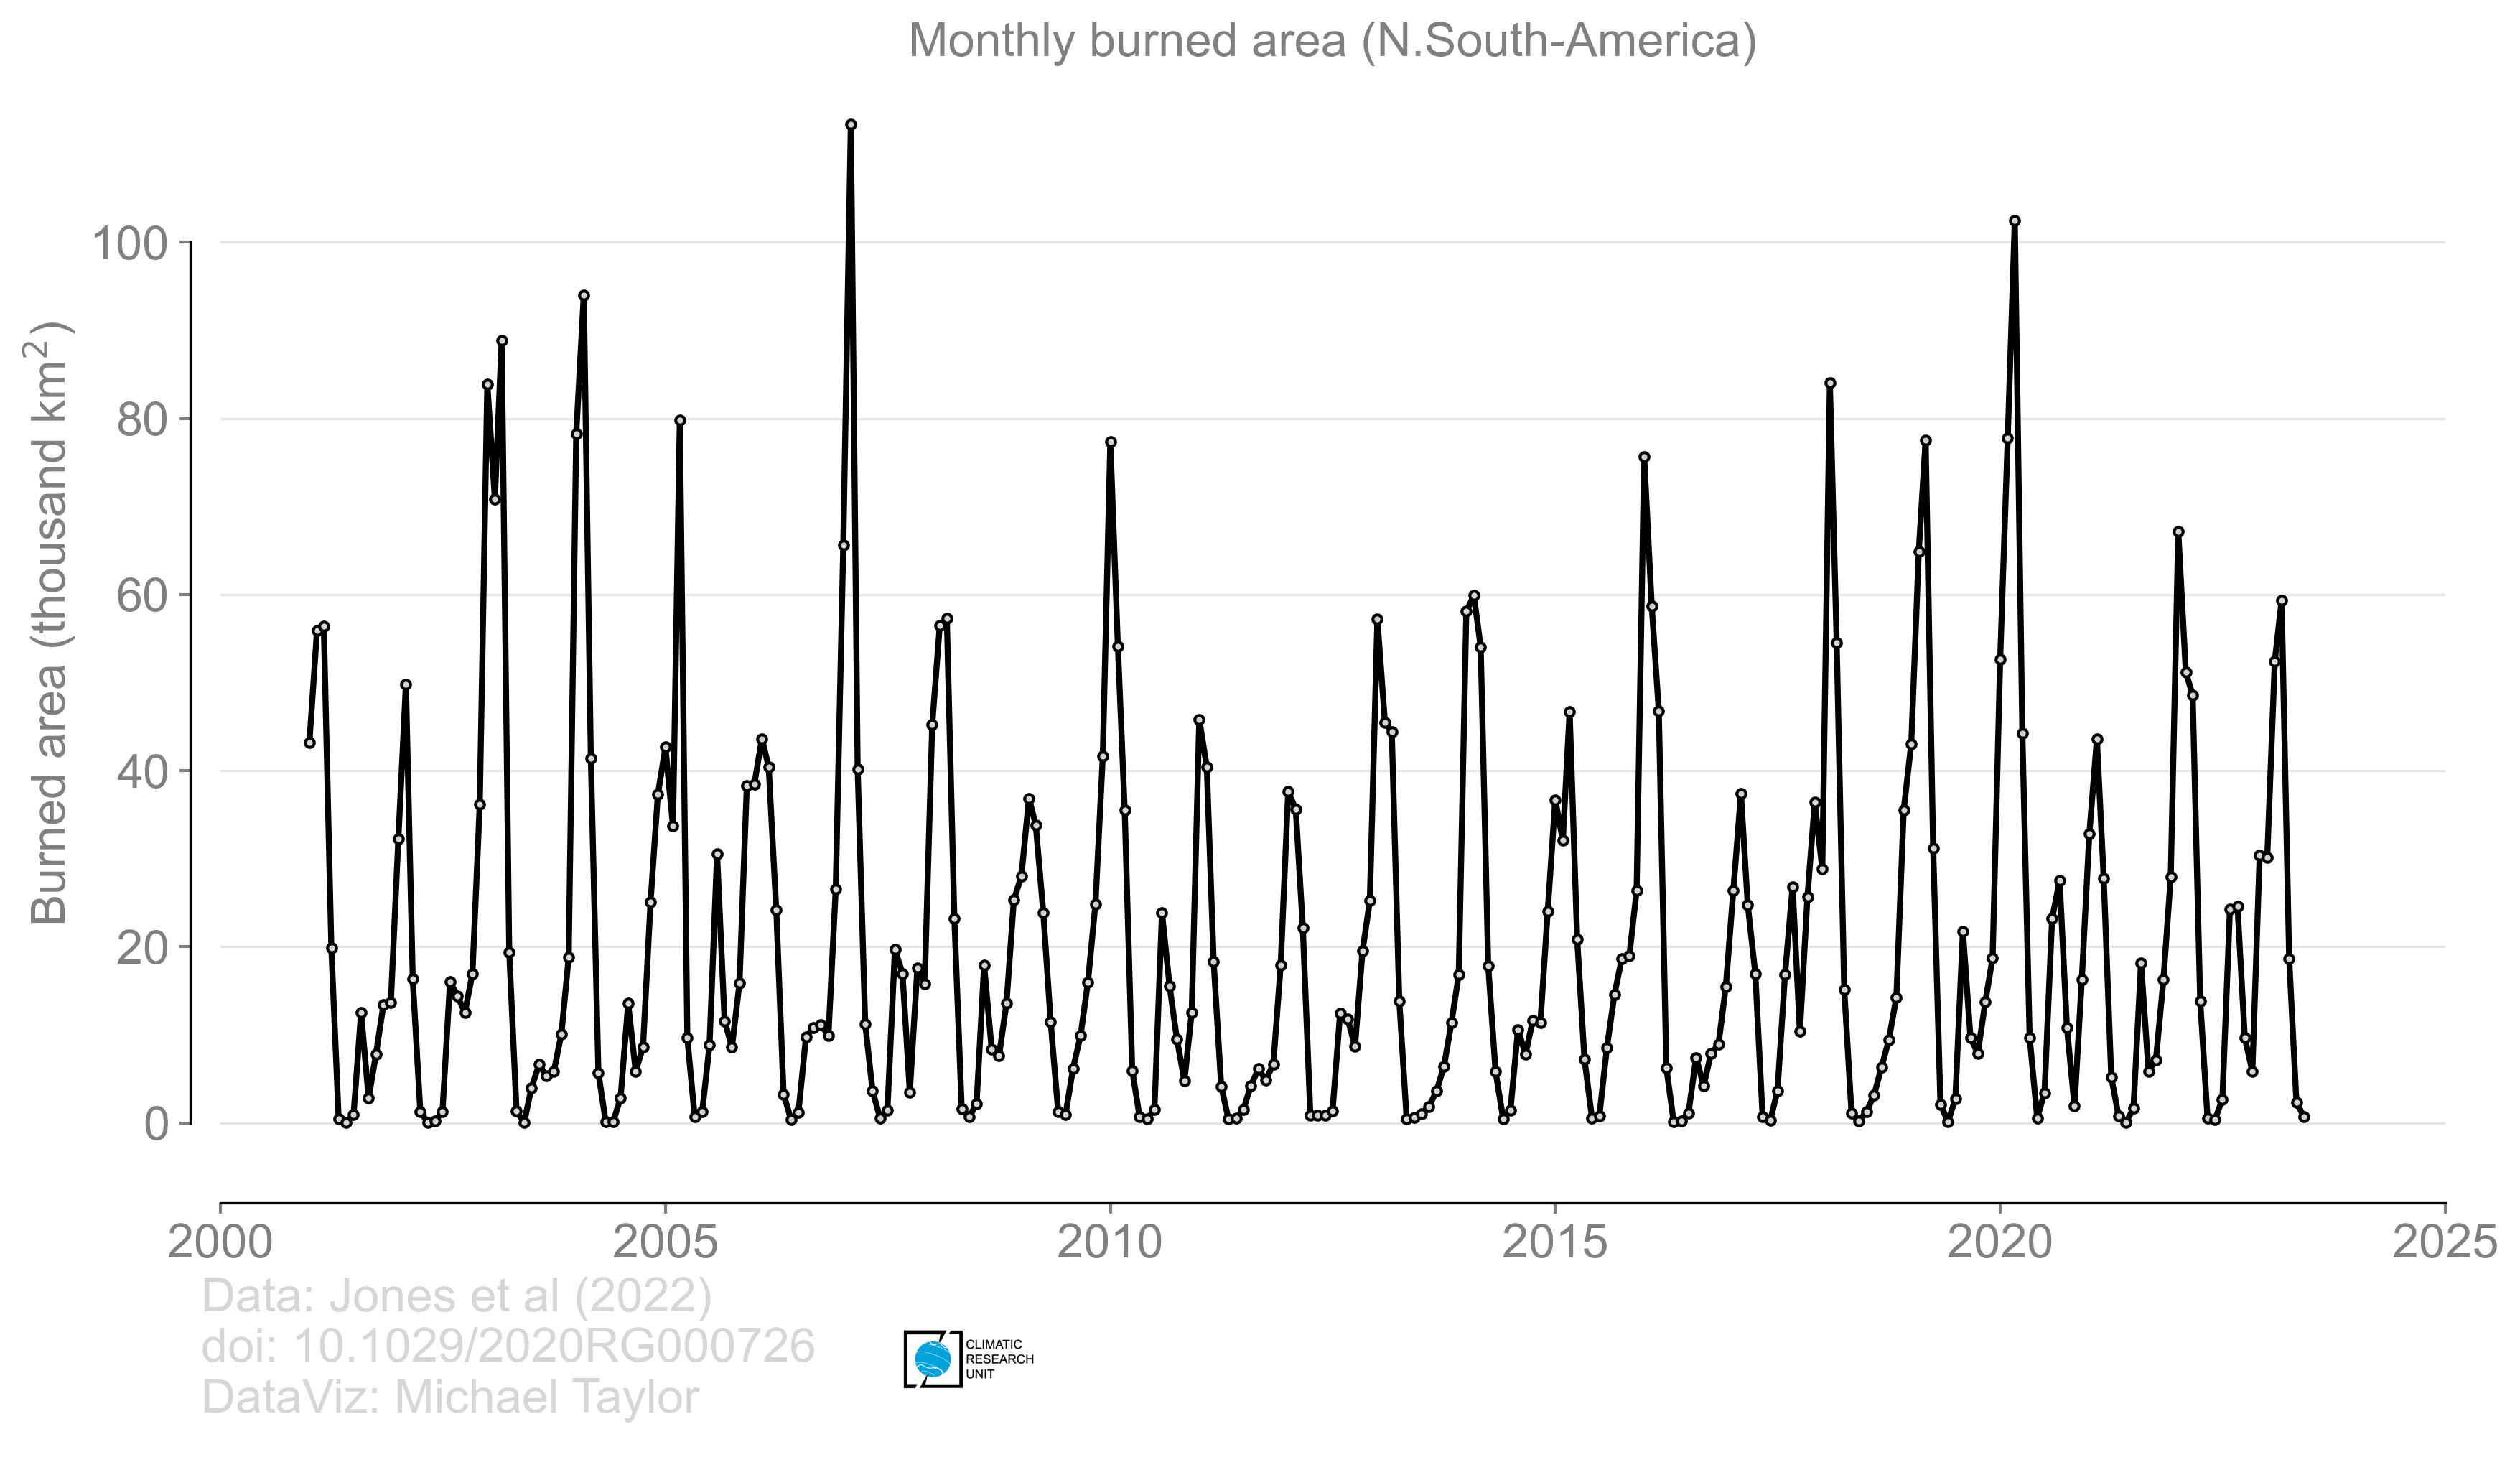 Monthly burned area (N.South-America)
Burned area (thousand km²)
100
80
60
40
20
0
2000 2005 2010 2015 2020 2025
Data: Jones et al (2022)
doi: 10.1029/2020RG000726
DataViz: Michael Taylor
CLIMATIC
RESEARCH
UNIT